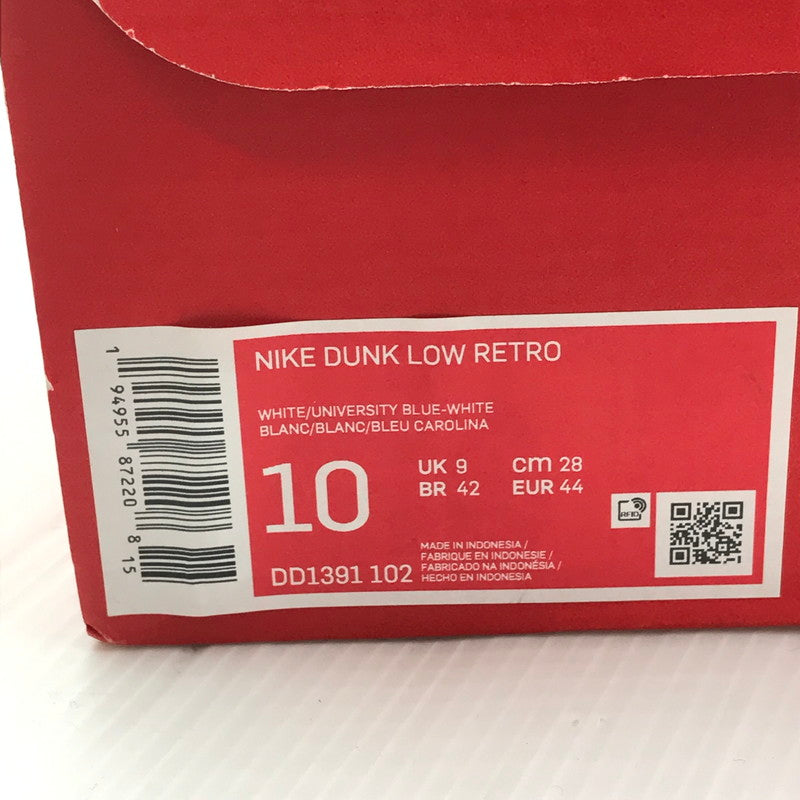 NIKE DUNK LOW RETRO
WHITE/UNIVERSITY BLUE-WHITE
BLANC/BLANC/BLEU CAROLINA
10
UK 9 cm 28
BR 42 EUR 44
RFID
MADE IN INDONESIA /
FABRIQUE EN INDONESIE /
FABRICADO NA INDONÉSIA /
HECHO EN INDONESIA
DD1391 102
1 94955 87220 8 15